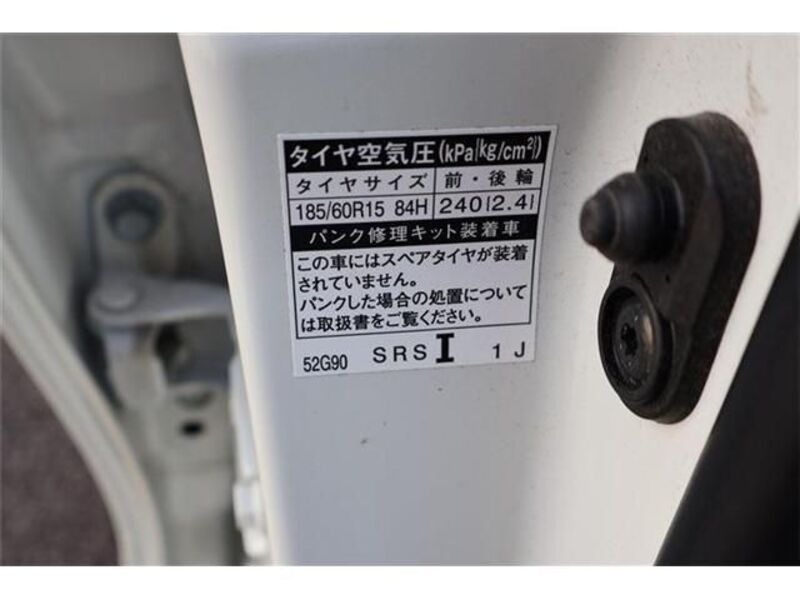 タイヤ空気圧(kPa{kg/cm²})
タイヤサイズ 前・後輪
185/60R15 84H 240{2.4}
パンク修理キット装着車
この車にはスペアタイヤが装着
されていません。
パンクした場合の処置について
は取扱書をご覧ください。
52G90 SRS I 1J